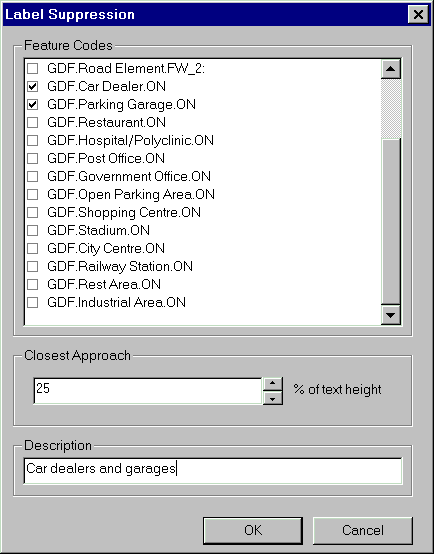 Label Suppression
Feature Codes
GDF.Road Element.FW_2:
GDF.Car Dealer.ON
GDF.Parking Garage.ON
GDF.Restaurant.ON
GDF.Hospital/Polyclinic.ON
GDF.Post Office.ON
GDF.Government Office.ON
GDF.Open Parking Area.ON
GDF.Shopping Centre.ON
GDF.Stadium.ON
GDF.City Centre.ON
GDF.Railway Station.ON
GDF.Rest Area.ON
GDF.Industrial Area.ON
Closest Approach
25 % of text height
Description
Car dealers and garages
OK Cancel